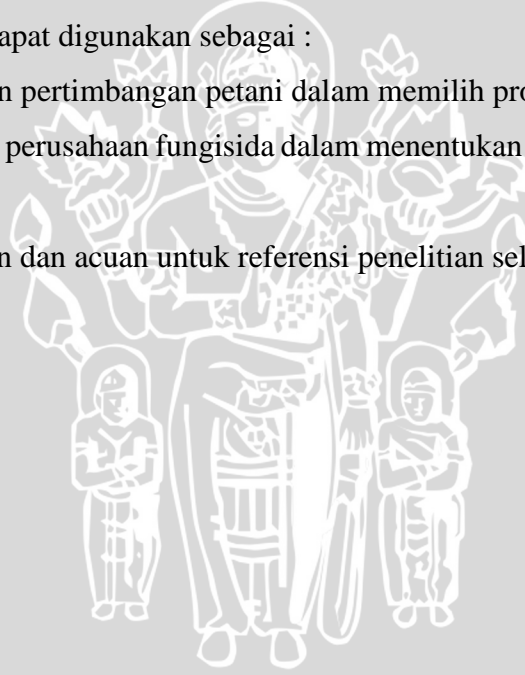 apat digunakan sebagai :
n pertimbangan petani dalam memilih pro
perusahaan fungisida dalam menentukan
n dan acuan untuk referensi penelitian sel